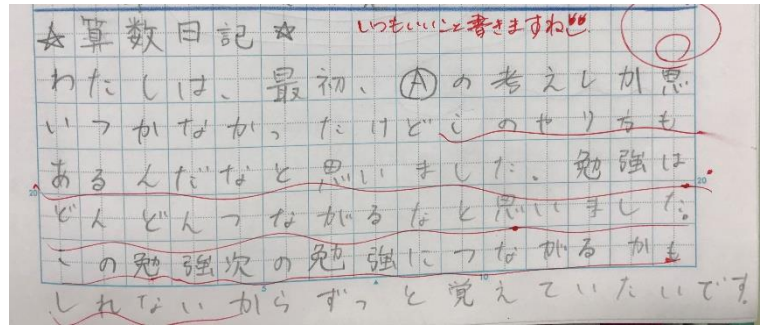 ☆算数日記☆
いつもいいこと書きますね
わたしは、最初、Ⓐの考えしか思
いつかなかったけどこのやり方も
あるんだなと思いました。勉強は
どんどんつながるなと思いました。
この勉強次の勉強につながるかも
しれないからずっと覚えていたいです
20
20
5
10